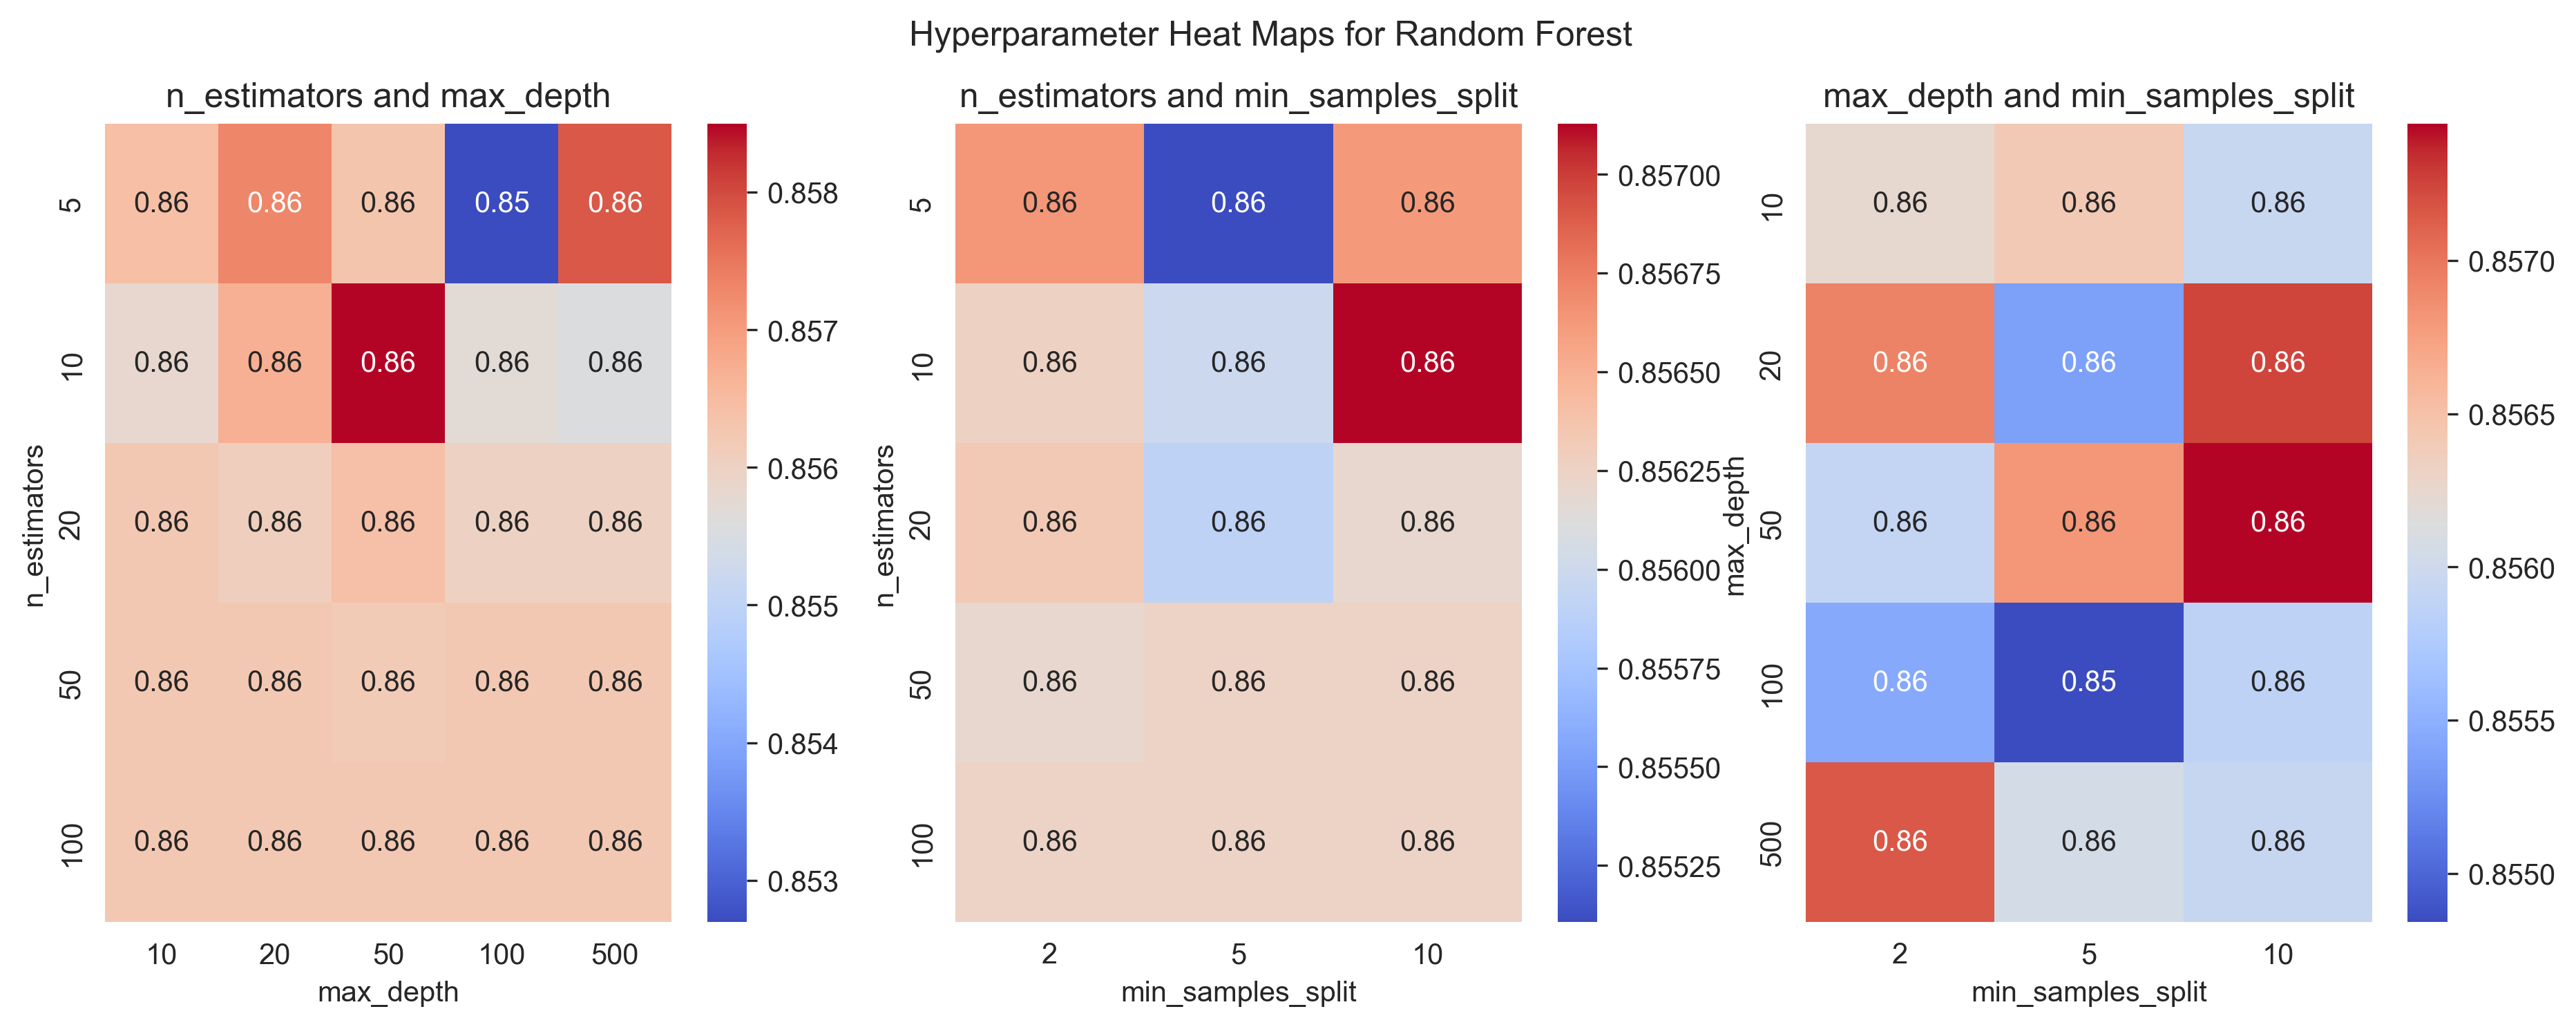 Hyperparameter Heat Maps for Random Forest
n_estimators and max_depth
n_estimators
5
0.86 0.86 0.86 0.85 0.86
10
0.86 0.86 0.86 0.86 0.86
20
0.86 0.86 0.86 0.86 0.86
50
0.86 0.86 0.86 0.86 0.86
100
0.86 0.86 0.86 0.86 0.86
10 20 50 100 500
max_depth
0.858
0.857
0.856
0.855
0.854
0.853
n_estimators and min_samples_split
n_estimators
5
0.86 0.86 0.86
10
0.86 0.86 0.86
20
0.86 0.86 0.86
50
0.86 0.86 0.86
100
0.86 0.86 0.86
2 5 10
min_samples_split
0.85700
0.85675
0.85650
0.85625
0.85600
0.85575
0.85550
0.85525
max_depth and min_samples_split
max_depth
10
0.86 0.86 0.86
20
0.86 0.86 0.86
50
0.86 0.86 0.86
100
0.86 0.85 0.86
500
0.86 0.86 0.86
2 5 10
min_samples_split
0.8570
0.8565
0.8560
0.8555
0.8550